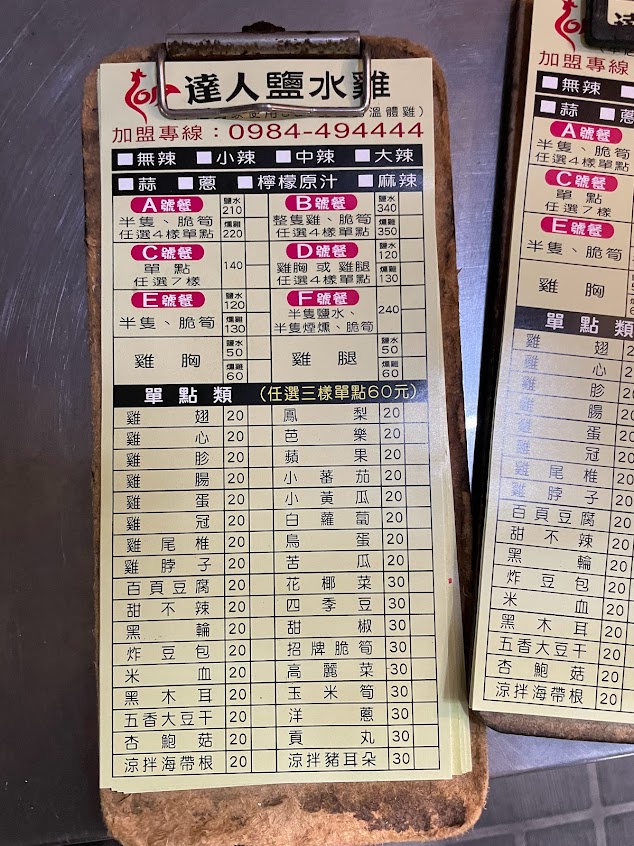 達人鹽水雞
溫體雞)
加盟專線：0984-494444
無辣 小辣 中辣 大辣
蒜 蔥 檸檬原汁 麻辣
A號餐 半隻、脆筍 任選4樣單點 鹽水 210 燻雞 220
B號餐 整隻雞、脆筍 任選4樣單點 鹽水 340 燻雞 350
C號餐 單點 任選7樣 140
D號餐 雞胸 或 雞腿 任選4樣單點 鹽水 120 燻雞 130
E號餐 半隻、脆筍 鹽水 120 燻雞 130
F號餐 半隻鹽水、半隻煙燻、脆筍 240
雞胸 鹽水 50 燻雞 60
雞腿 鹽水 50 燻雞 60
單點類 (任選三樣單點60元)
雞翅 20 鳳梨 20
雞心 20 芭樂 20
雞胗 20 蘋果 20
雞腸 20 小蕃茄 20
雞蛋 20 小黃瓜 20
雞冠 20 白蘿蔔 20
雞尾椎 20 鳥蛋 20
雞脖子 20 苦瓜 20
百頁豆腐 20 花椰菜 30
甜不辣 20 四季豆 30
黑輪 20 甜椒 30
炸豆包 20 招牌脆筍 30
米血 20 高麗菜 30
黑木耳 20 玉米筍 30
五香大豆干 20 洋蔥 30
杏鮑菇 20 貢丸 30
涼拌海帶根 20 涼拌豬耳朵 30
加盟專線
無辣
蒜 蔥
A號餐
半隻、脆筍
任選4樣單點
C號餐
單點
任選7樣
E號餐
半隻、脆筍
雞胸
單點類
雞翅 20
雞心 20
雞胗 20
雞腸 20
雞蛋 20
雞冠 20
雞尾椎 20
雞脖子 20
百頁豆腐 20
甜不辣 20
黑輪 20
炸豆包 20
米血 20
黑木耳 20
五香大豆干 20
杏鮑菇 20
涼拌海帶根 20